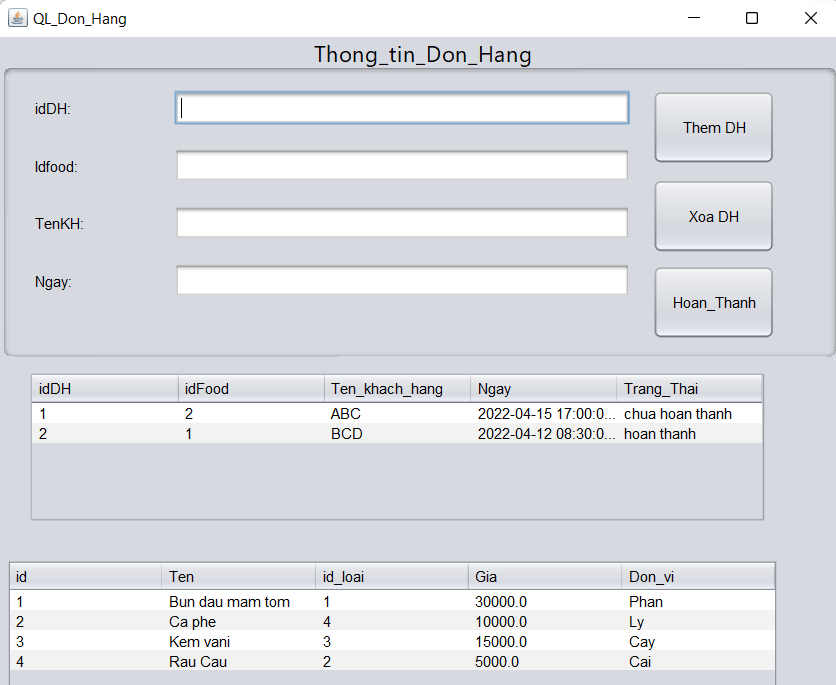 QL_Don_Hang
Thong_tin_Don_Hang
idDH:
Them DH
Idfood:
Xoa DH
TenKH:
Ngay:
Hoan_Thanh
idDH idFood Ten_khach_hang Ngay Trang_Thai
1 2 ABC 2022-04-15 17:00:0... chua hoan thanh
2 1 BCD 2022-04-12 08:30:0... hoan thanh
id Ten id_loai Gia Don_vi
1 Bun dau mam tom 1 30000.0 Phan
2 Ca phe 4 10000.0 Ly
3 Kem vani 3 15000.0 Cay
4 Rau Cau 2 5000.0 Cai